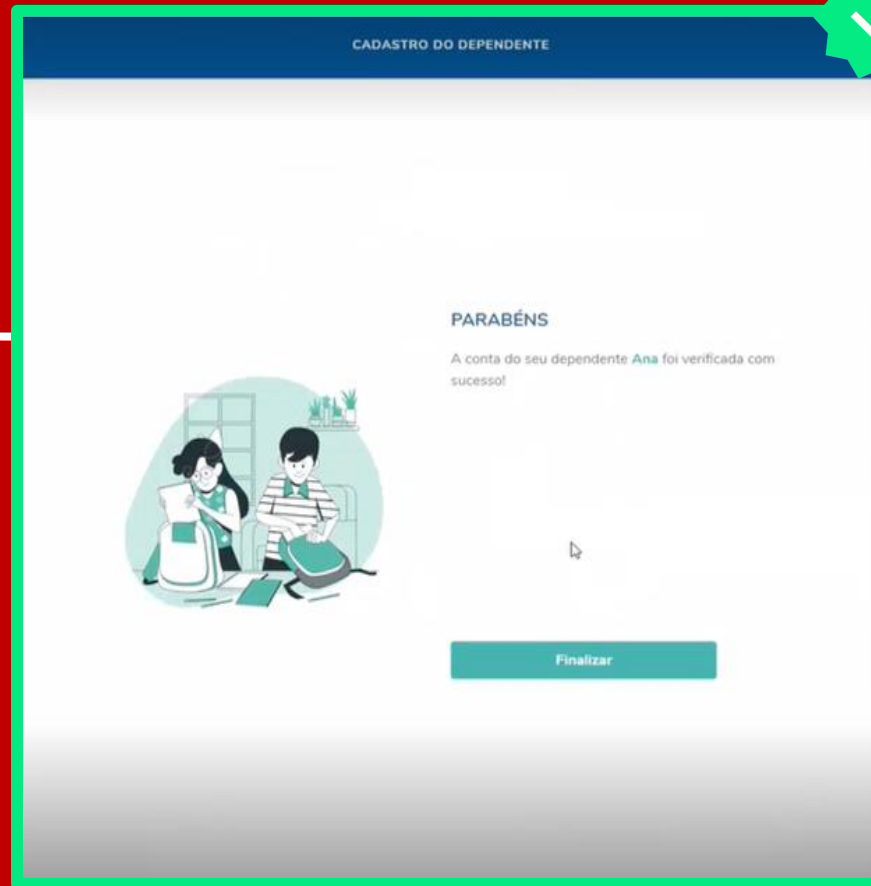 CADASTRO DO DEPENDENTE
PARABÉNS
A conta do seu dependente Ana foi verificada com
sucesso!
Finalizar